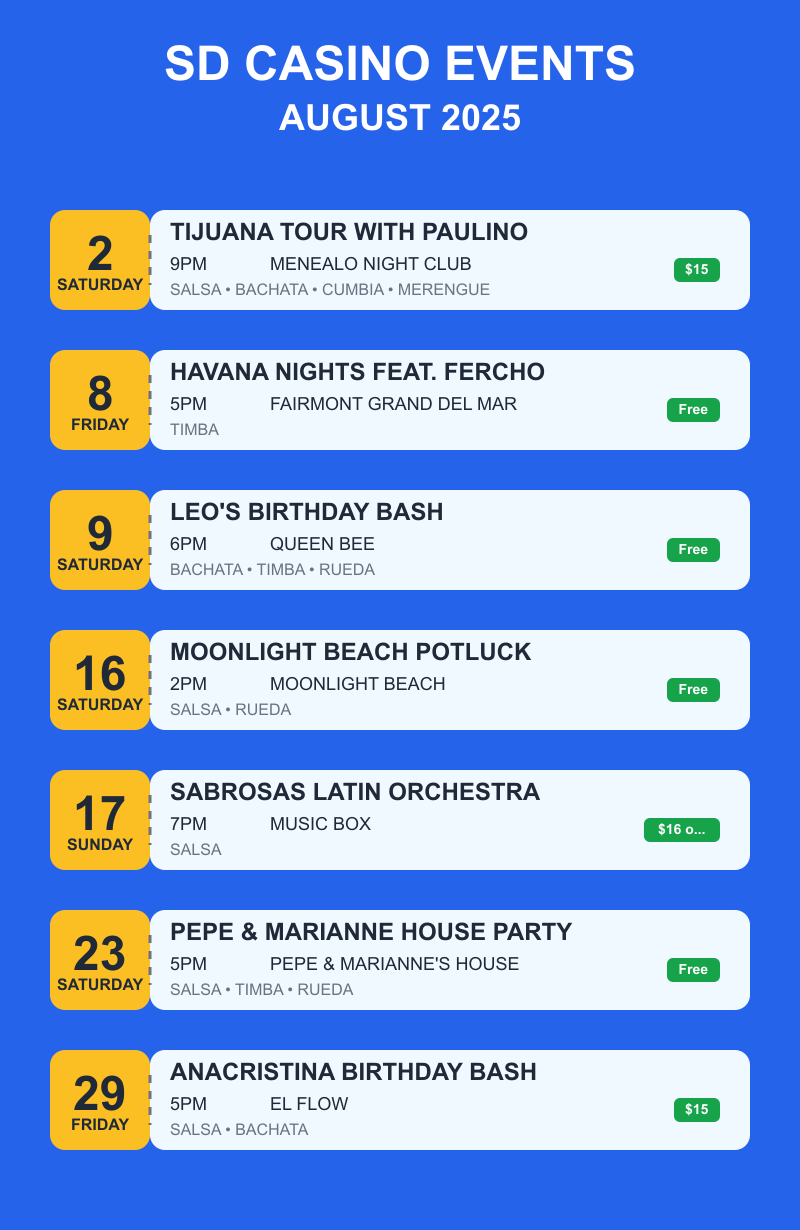 SD CASINO EVENTS
AUGUST 2025
2
SATURDAY
TIJUANA TOUR WITH PAULINO
9PM MENEALO NIGHT CLUB
$15
SALSA • BACHATA • CUMBIA • MERENGUE
8
FRIDAY
HAVANA NIGHTS FEAT. FERCHO
5PM FAIRMONT GRAND DEL MAR
Free
TIMBA
9
SATURDAY
LEO'S BIRTHDAY BASH
6PM QUEEN BEE
Free
BACHATA • TIMBA • RUEDA
16
SATURDAY
MOONLIGHT BEACH POTLUCK
2PM MOONLIGHT BEACH
Free
SALSA • RUEDA
17
SUNDAY
SABROSAS LATIN ORCHESTRA
7PM MUSIC BOX
$16 o...
SALSA
23
SATURDAY
PEPE & MARIANNE HOUSE PARTY
5PM PEPE & MARIANNE'S HOUSE
Free
SALSA • TIMBA • RUEDA
29
FRIDAY
ANACRISTINA BIRTHDAY BASH
5PM EL FLOW
$15
SALSA • BACHATA